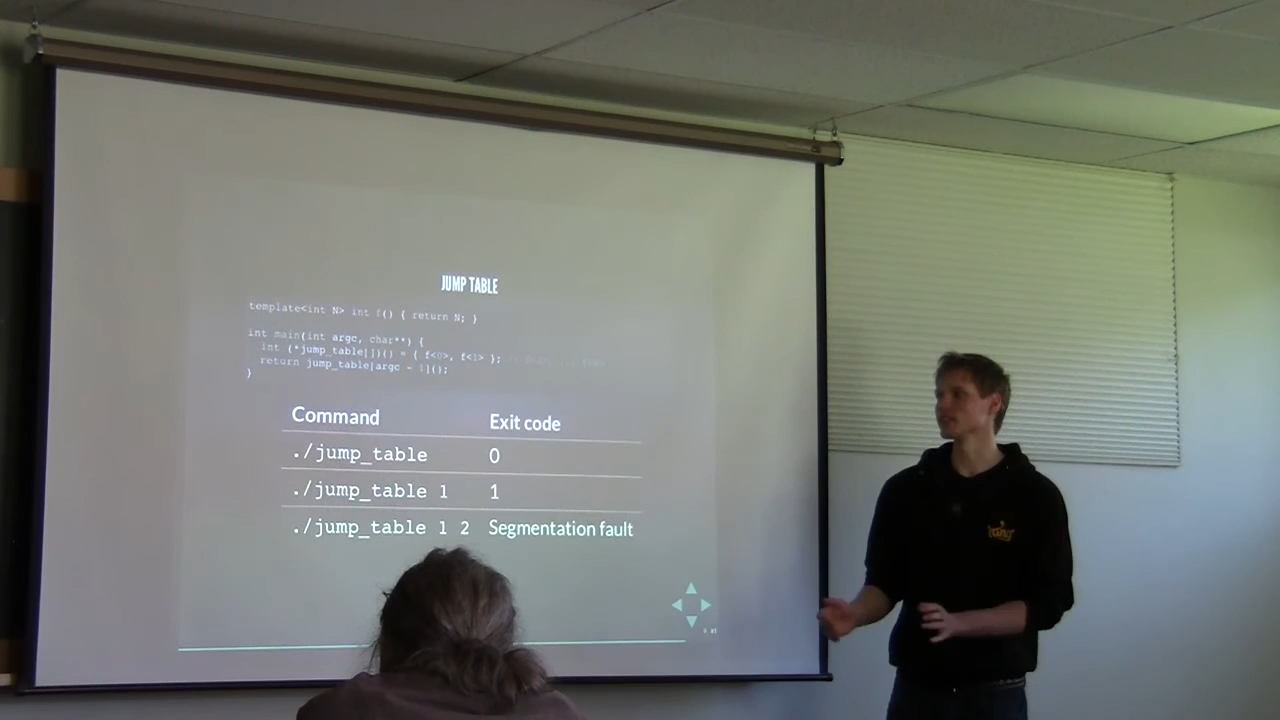 JUMP TABLE
template<int N> int f() { return N; }
int main(int argc, char**) {
int (*jump_table[])() = { f<0>, f<1> };
return jump_table[argc - 1]();
}
Command Exit code
./jump_table 0
./jump_table 1 1
./jump_table 1 2 Segmentation fault